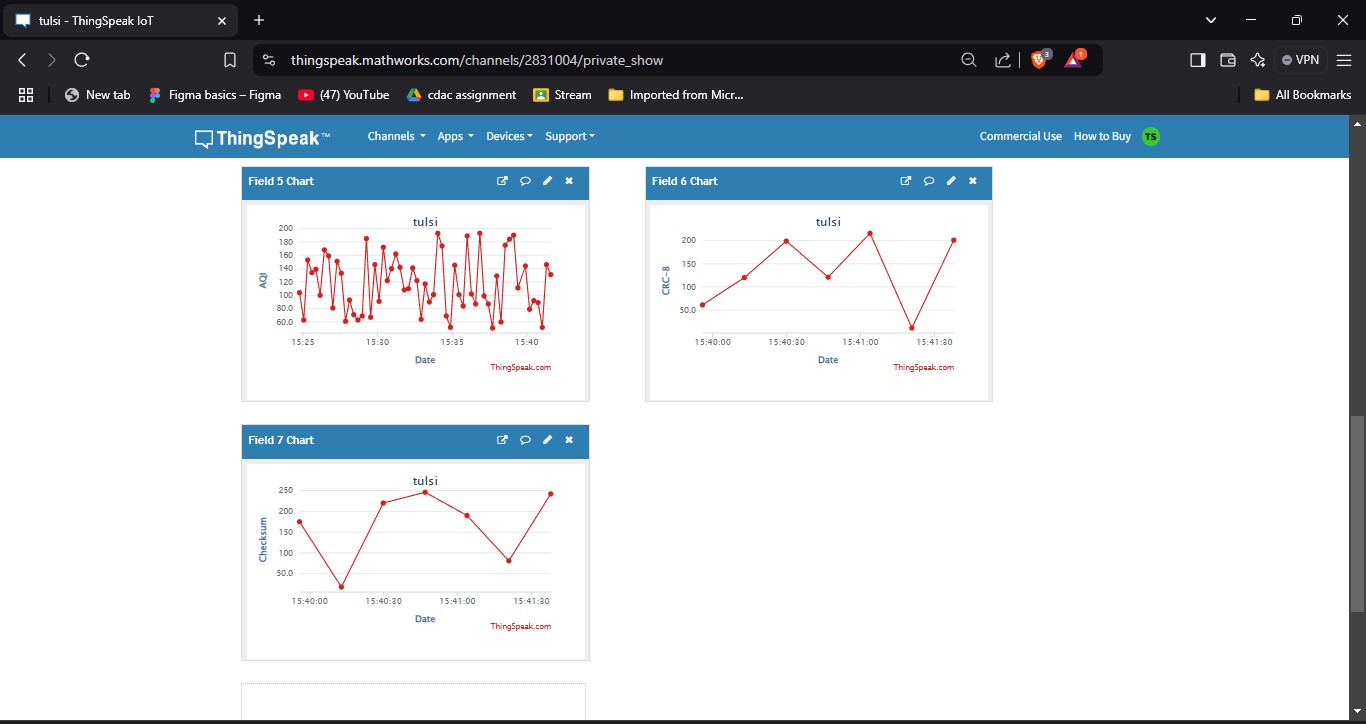 tulsi - ThingSpeak IoT
thingspeak.mathworks.com/channels/2831004/private_show
3
1
VPN
New tab
Figma basics – Figma
(47) YouTube
cdac assignment
Stream
Imported from Micr...
All Bookmarks
ThingSpeak™
Channels
Apps
Devices
Support
Commercial Use
How to Buy
TS
Field 5 Chart
tulsi
200
180
160
140
120
100
80.0
60.0
AQI
15:25
15:30
15:35
15:40
Date
ThingSpeak.com
Field 6 Chart
tulsi
200
150
100
50.0
CRC-8
15:40:00
15:40:30
15:41:00
15:41:30
Date
ThingSpeak.com
Field 7 Chart
tulsi
250
200
150
100
50.0
Checksum
15:40:00
15:40:30
15:41:00
15:41:30
Date
ThingSpeak.com